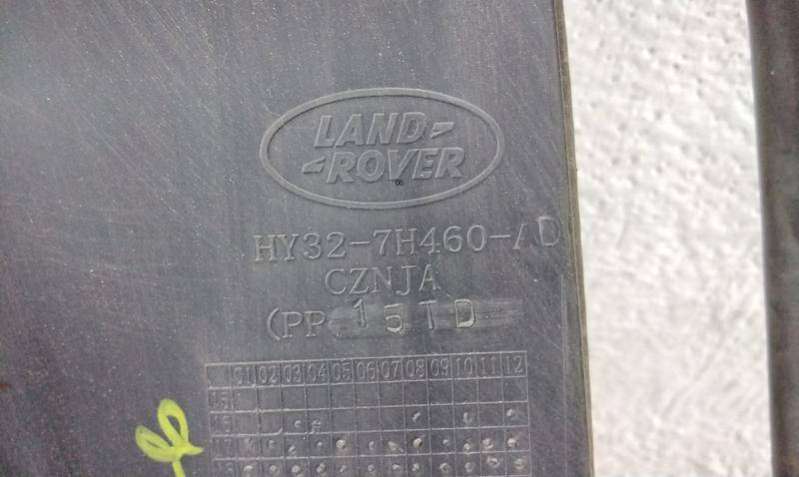 LAND-
-ROVER
HY32-7H460-AD
CZNJA
(PP 15TD
01 02 03 04 05 06 07 08 09 10 11 12